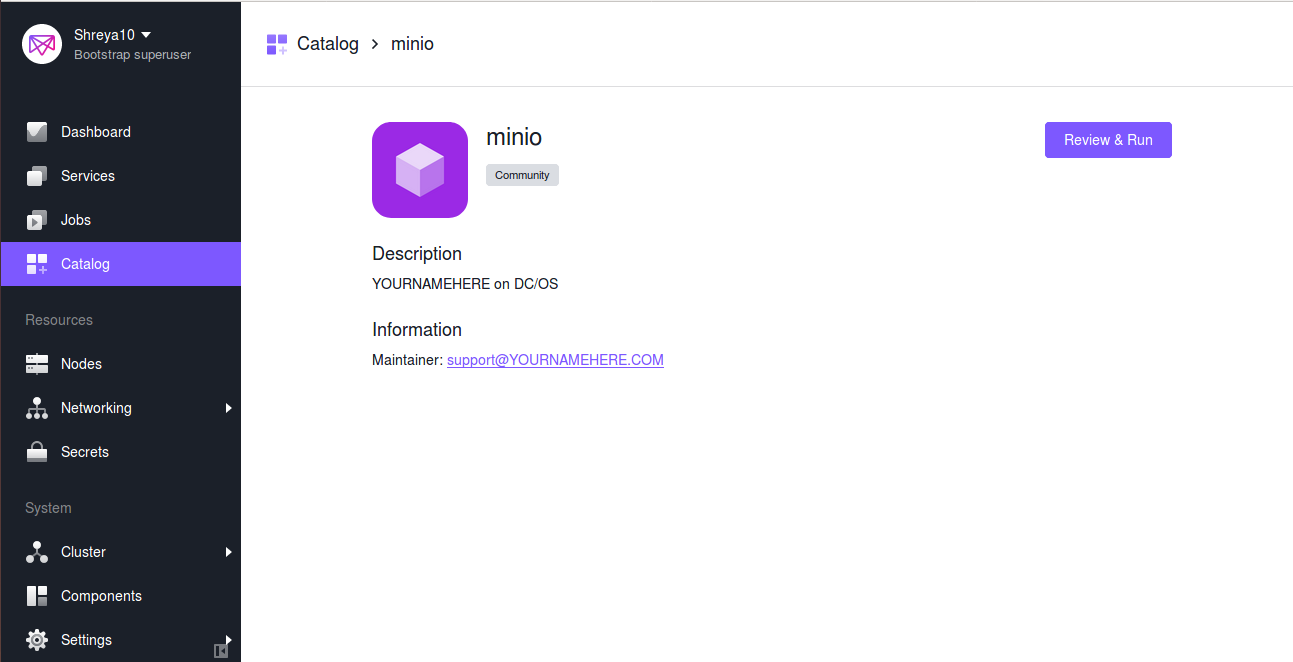 Shreya10
Bootstrap superuser
Dashboard
Services
Jobs
Catalog
Resources
Nodes
Networking
Secrets
System
Cluster
Components
Settings
Catalog > minio
minio
Community
Review & Run
Description
YOURNAMEHERE on DC/OS
Information
Maintainer: support@YOURNAMEHERE.COM